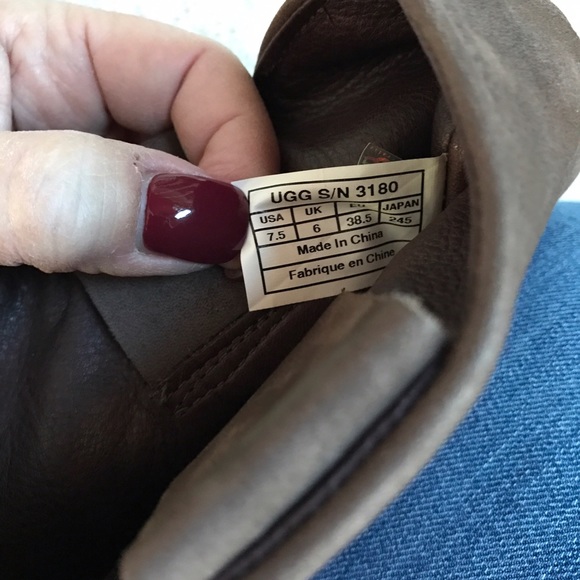 UGG S/N 3180
USA UK EU JAPAN
7.5 6 38.5 245
Made In China
Fabrique en Chine